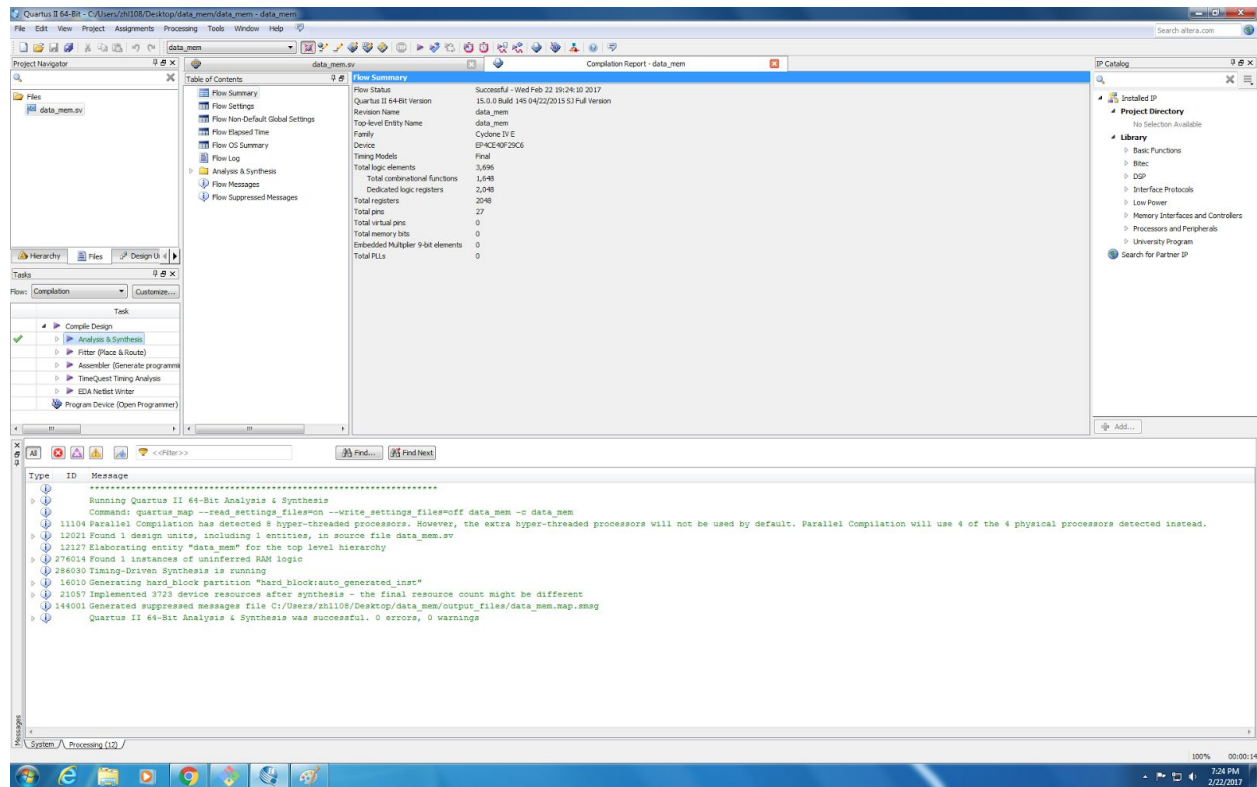 Quartus II 64-Bit - C:/Users/zhl108/Desktop/data_mem/data_mem - data_mem
File Edit View Project Assignments Processing Tools Window Help
Search altera.com
data_mem
Project Navigator
Files
data_mem.sv
Hierarchy Files Design U
Tasks
Flow: Compilation Customize...
Task
Compile Design
Analysis & Synthesis
Fitter (Place & Route)
Assembler (Generate programmi
TimeQuest Timing Analysis
EDA Netlist Writer
Program Device (Open Programmer)
data_mem.sv
Compilation Report - data_mem
Table of Contents
Flow Summary
Flow Settings
Flow Non-Default Global Settings
Flow Elapsed Time
Flow OS Summary
Flow Log
Analysis & Synthesis
Flow Messages
Flow Suppressed Messages
Flow Summary
Flow Status Successful - Wed Feb 22 19:24:10 2017
Quartus II 64-Bit Version 15.0.0 Build 145 04/22/2015 SJ Full Version
Revision Name data_mem
Top-level Entity Name data_mem
Family Cyclone IV E
Device EP4CE40F29C6
Timing Models Final
Total logic elements 3,696
Total combinational functions 1,648
Dedicated logic registers 2,048
Total registers 2048
Total pins 27
Total virtual pins 0
Total memory bits 0
Embedded Multiplier 9-bit elements 0
Total PLLs 0
IP Catalog
Installed IP
Project Directory
No Selection Available
Library
Basic Functions
Bitec
DSP
Interface Protocols
Low Power
Memory Interfaces and Controllers
Processors and Peripherals
University Program
Search for Partner IP
Add...
All <<Filter>> Find... Find Next
Type ID Message
*******************************************************************
Running Quartus II 64-Bit Analysis & Synthesis
Command: quartus_map --read_settings_files=on --write_settings_files=off data_mem -c data_mem
11104 Parallel Compilation has detected 8 hyper-threaded processors. However, the extra hyper-threaded processors will not be used by default. Parallel Compilation will use 4 of the 4 physical processors detected instead.
12021 Found 1 design units, including 1 entities, in source file data_mem.sv
12127 Elaborating entity "data_mem" for the top level hierarchy
276014 Found 1 instances of uninferred RAM logic
286030 Timing-Driven Synthesis is running
16010 Generating hard_block partition "hard_block:auto_generated_inst"
21057 Implemented 3723 device resources after synthesis - the final resource count might be different
144001 Generated suppressed messages file C:/Users/zhl108/Desktop/data_mem/output_files/data_mem.map.smsg
Quartus II 64-Bit Analysis & Synthesis was successful. 0 errors, 0 warnings
Messages
System Processing (12)
100% 00:00:14
7:24 PM
2/22/2017